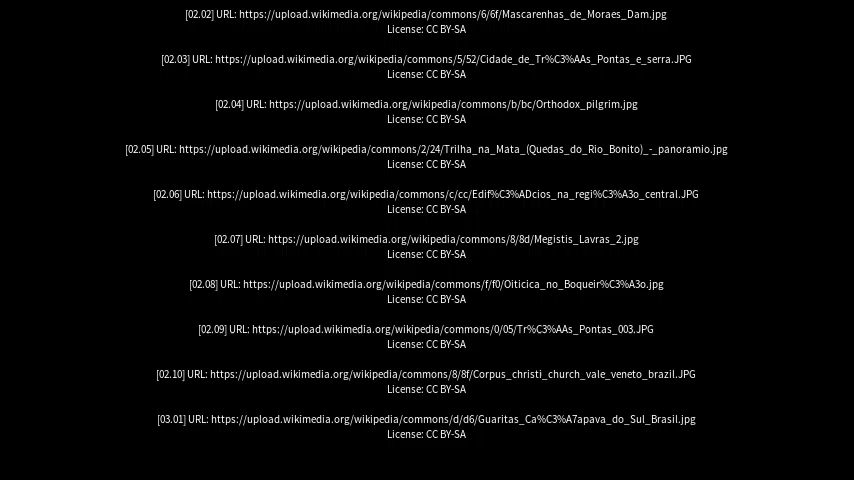 [02.02] URL: https://upload.wikimedia.org/wikipedia/commons/6/6f/Mascarenhas_de_Moraes_Dam.jpg
License: CC BY-SA
[02.03] URL: https://upload.wikimedia.org/wikipedia/commons/5/52/Cidade_de_Tr%C3%AAs_Pontas_e_serra.JPG
License: CC BY-SA
[02.04] URL: https://upload.wikimedia.org/wikipedia/commons/b/bc/Orthodox_pilgrim.jpg
License: CC BY-SA
[02.05] URL: https://upload.wikimedia.org/wikipedia/commons/2/24/Trilha_na_Mata_(Quedas_do_Rio_Bonito)_-_panoramio.jpg
License: CC BY-SA
[02.06] URL: https://upload.wikimedia.org/wikipedia/commons/c/cc/Edif%C3%ADcios_na_regi%C3%A3o_central.JPG
License: CC BY-SA
[02.07] URL: https://upload.wikimedia.org/wikipedia/commons/8/8d/Megistis_Lavras_2.jpg
License: CC BY-SA
[02.08] URL: https://upload.wikimedia.org/wikipedia/commons/f/f0/Oiticica_no_Boqueir%C3%A3o.jpg
License: CC BY-SA
[02.09] URL: https://upload.wikimedia.org/wikipedia/commons/0/05/Tr%C3%AAs_Pontas_003.JPG
License: CC BY-SA
[02.10] URL: https://upload.wikimedia.org/wikipedia/commons/8/8f/Corpus_christi_church_vale_veneto_brazil.JPG
License: CC BY-SA
[03.01] URL: https://upload.wikimedia.org/wikipedia/commons/d/d6/Guaritas_Ca%C3%A7apava_do_Sul_Brasil.jpg
License: CC BY-SA